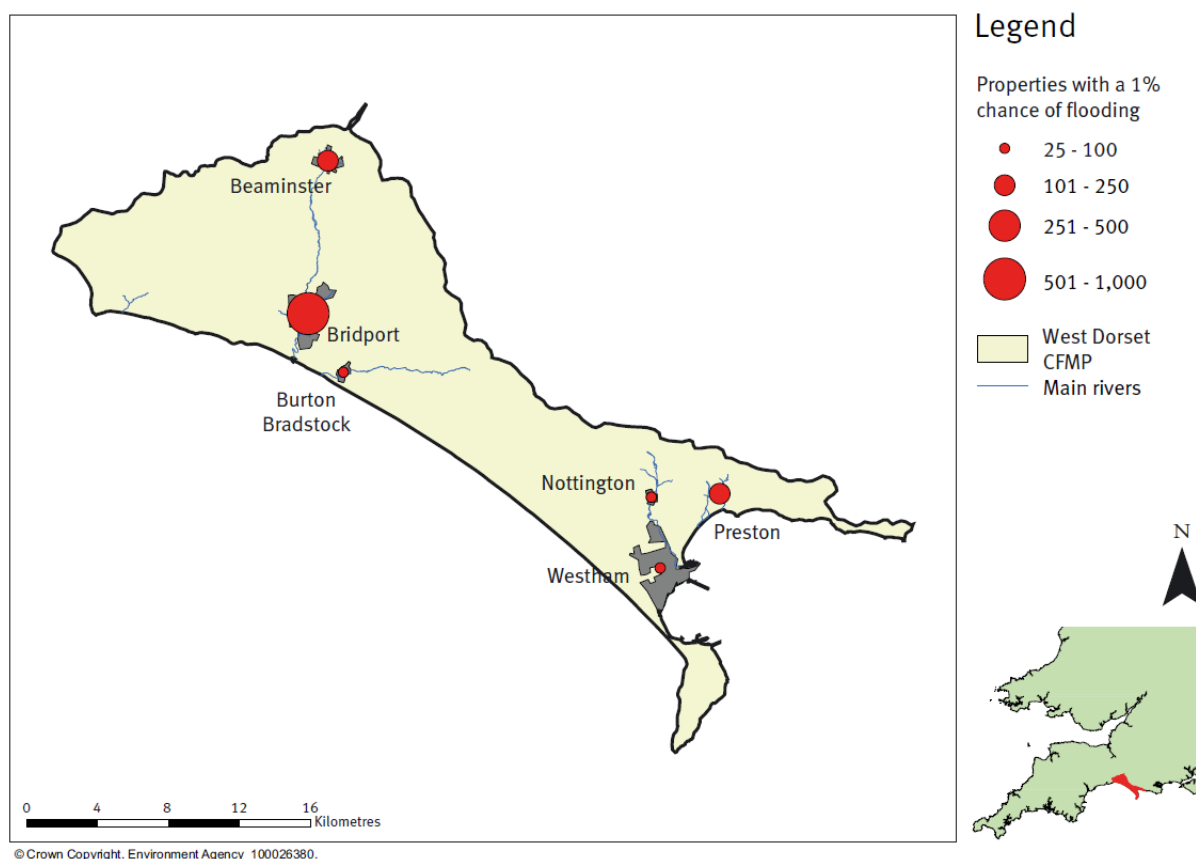 Legend
Properties with a 1%
chance of flooding
25 - 100
101 - 250
251 - 500
501 - 1,000
West Dorset
CFMP
Main rivers
Beaminster
Bridport
Burton
Bradstock
Nottington
Preston
Westham
N
0 4 8 12 16
Kilometres
© Crown Copyright. Environment Agency 100026380.